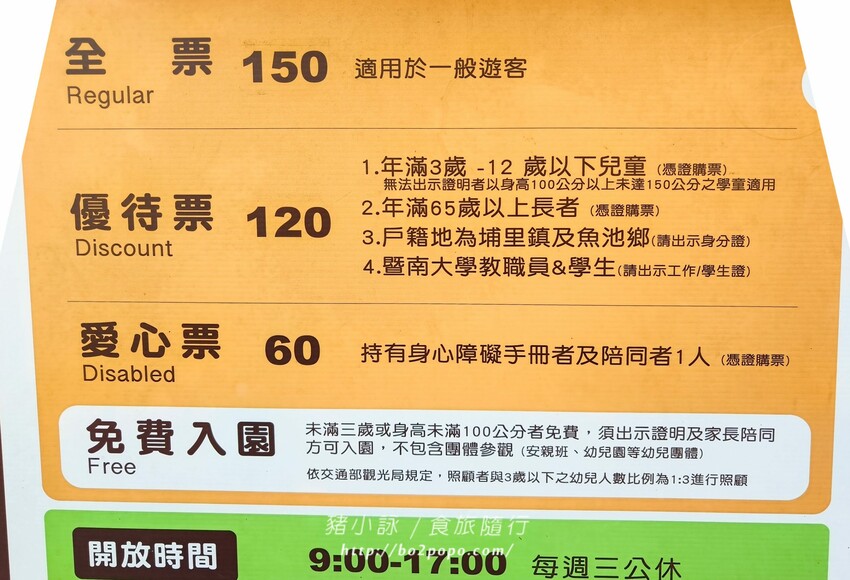 全票 150 適用於一般遊客
Regular
1.年滿3歲 -12 歲以下兒童 (憑證購票)
無法出示證明者以身高100公分以上未達150公分之學童適用
優待票 120 2.年滿65歲以上長者 (憑證購票)
Discount 3.戶籍地為埔里鎮及魚池鄉(請出示身分證)
4.暨南大學教職員&學生(請出示工作/學生證)
愛心票 60 持有身心障礙手冊者及陪同者1人 (憑證購票)
Disabled
免費入園 未滿三歲或身高未滿100公分者免費，須出示證明及家長陪同
Free 方可入園，不包含團體參觀 (安親班、幼兒園等幼兒團體)
依交通部觀光局規定，照顧者與3歲以下之幼兒人數比例為1:3進行照顧
豬小詠 / 食旅隨行
http://bo2popo.com/
開放時間 9:00-17:00 每週三公休